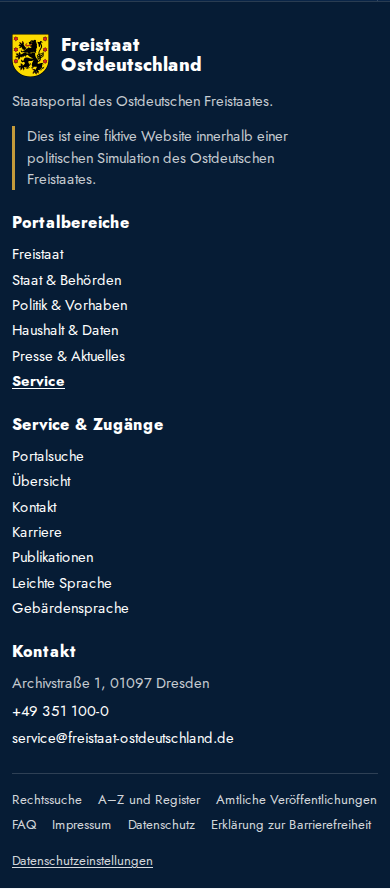 Freistaat
Ostdeutschland
Staatsportal des Ostdeutschen Freistaates.
Dies ist eine fiktive Website innerhalb einer
politischen Simulation des Ostdeutschen
Freistaates.
Portalbereiche
Freistaat
Staat & Behörden
Politik & Vorhaben
Haushalt & Daten
Presse & Aktuelles
Service
Service & Zugänge
Portalsuche
Übersicht
Kontakt
Karriere
Publikationen
Leichte Sprache
Gebärdensprache
Kontakt
Archivstraße 1, 01097 Dresden
+49 351 100-0
service@freistaat-ostdeutschland.de
Rechtssuche A–Z und Register Amtliche Veröffentlichungen
FAQ Impressum Datenschutz Erklärung zur Barrierefreiheit
Datenschutzeinstellungen